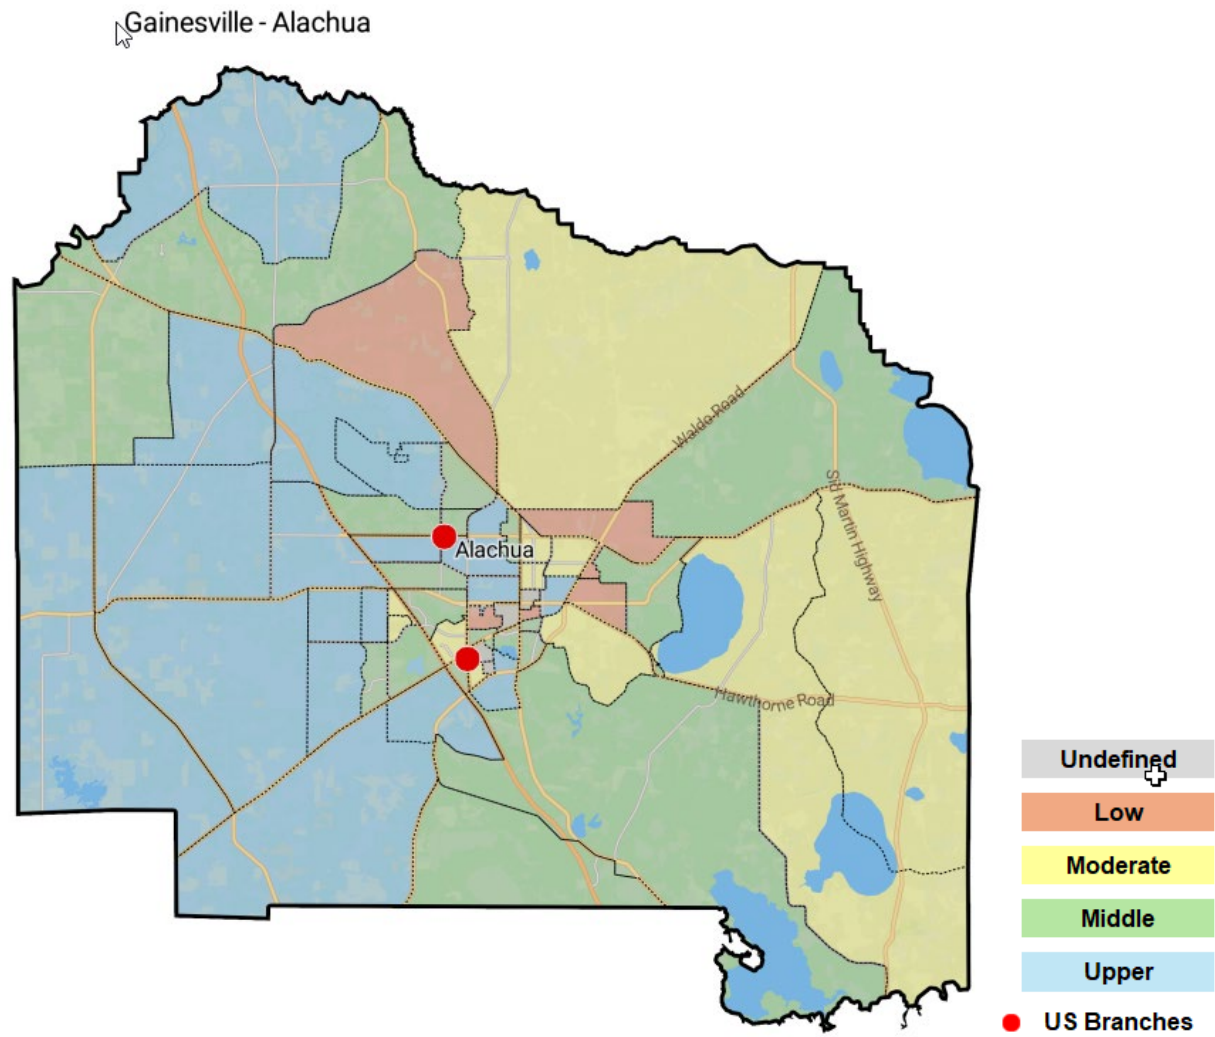 Gainesville - Alachua
Waldo Road
Sid Martin Highway
Alachua
Hawthorne Road
Undefined
Low
Moderate
Middle
Upper
US Branches